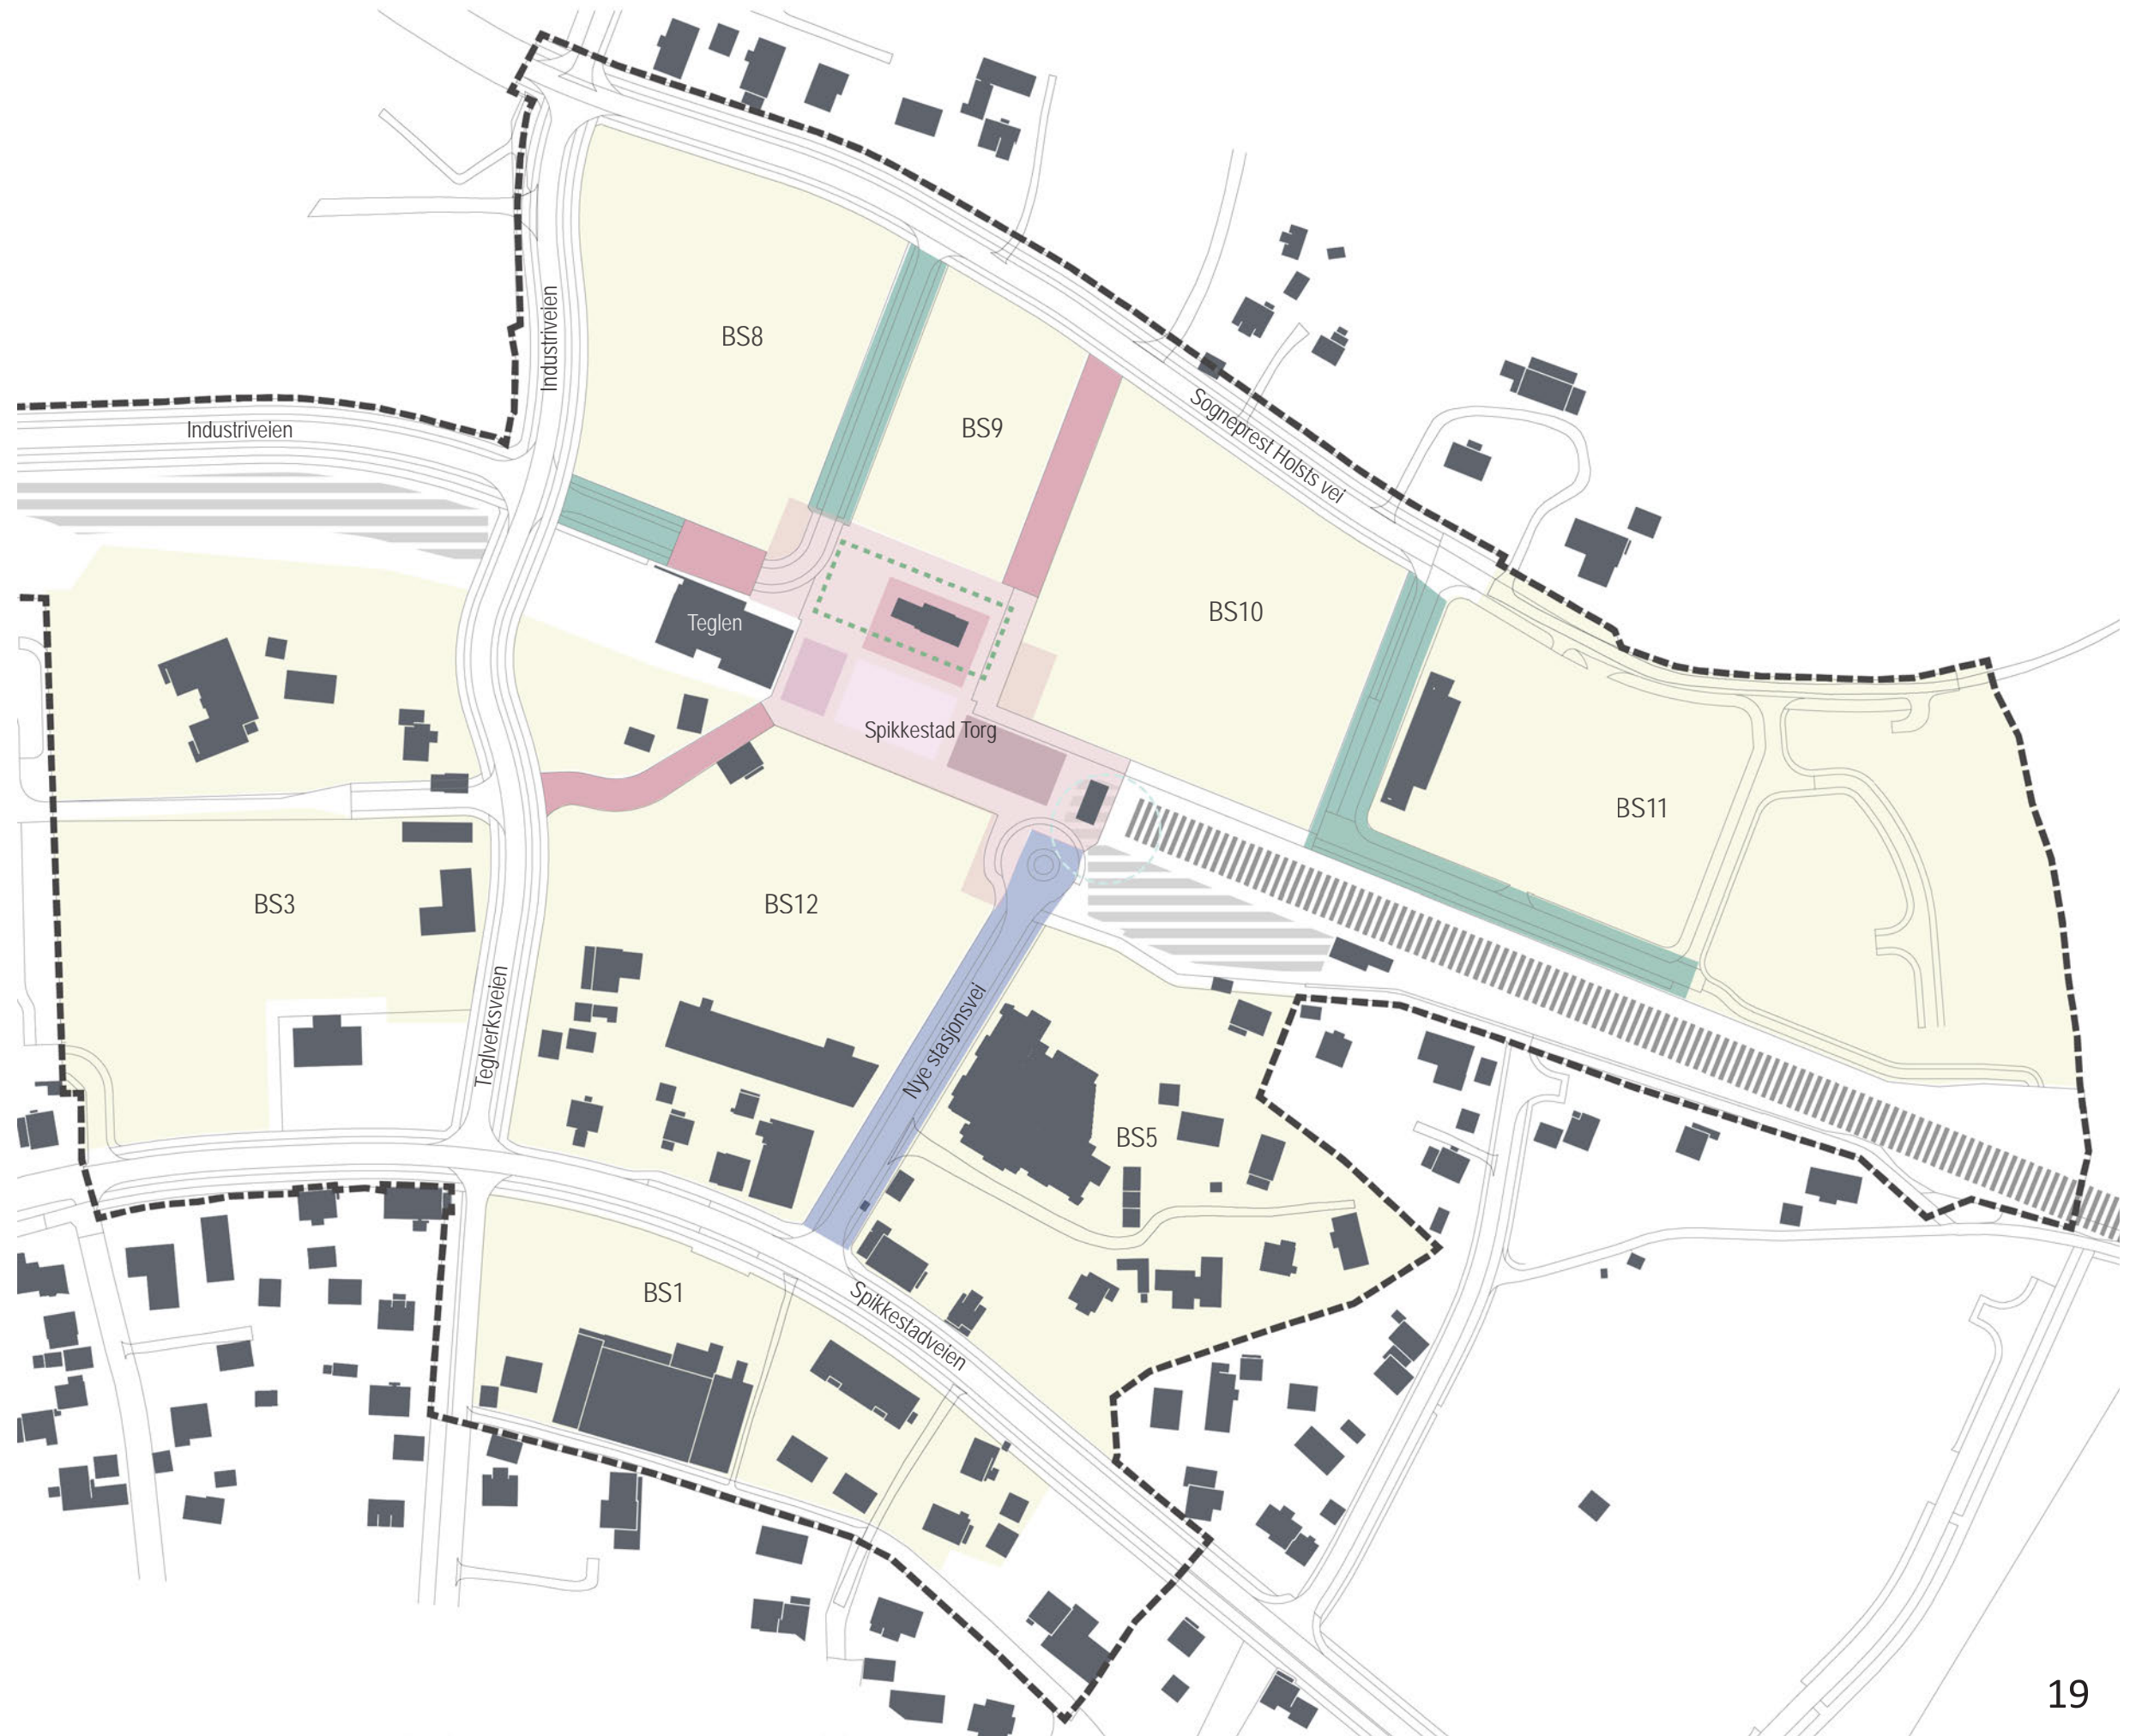 Industriveien
BS8
Industriveien
BS9
Sogneprest Holsts vei
BS10
Teglen
Spikkestad Torg
BS11
BS3
BS12
Teglverksveien
Nye stasjonsvei
BS5
BS1
Spikkestadveien
19